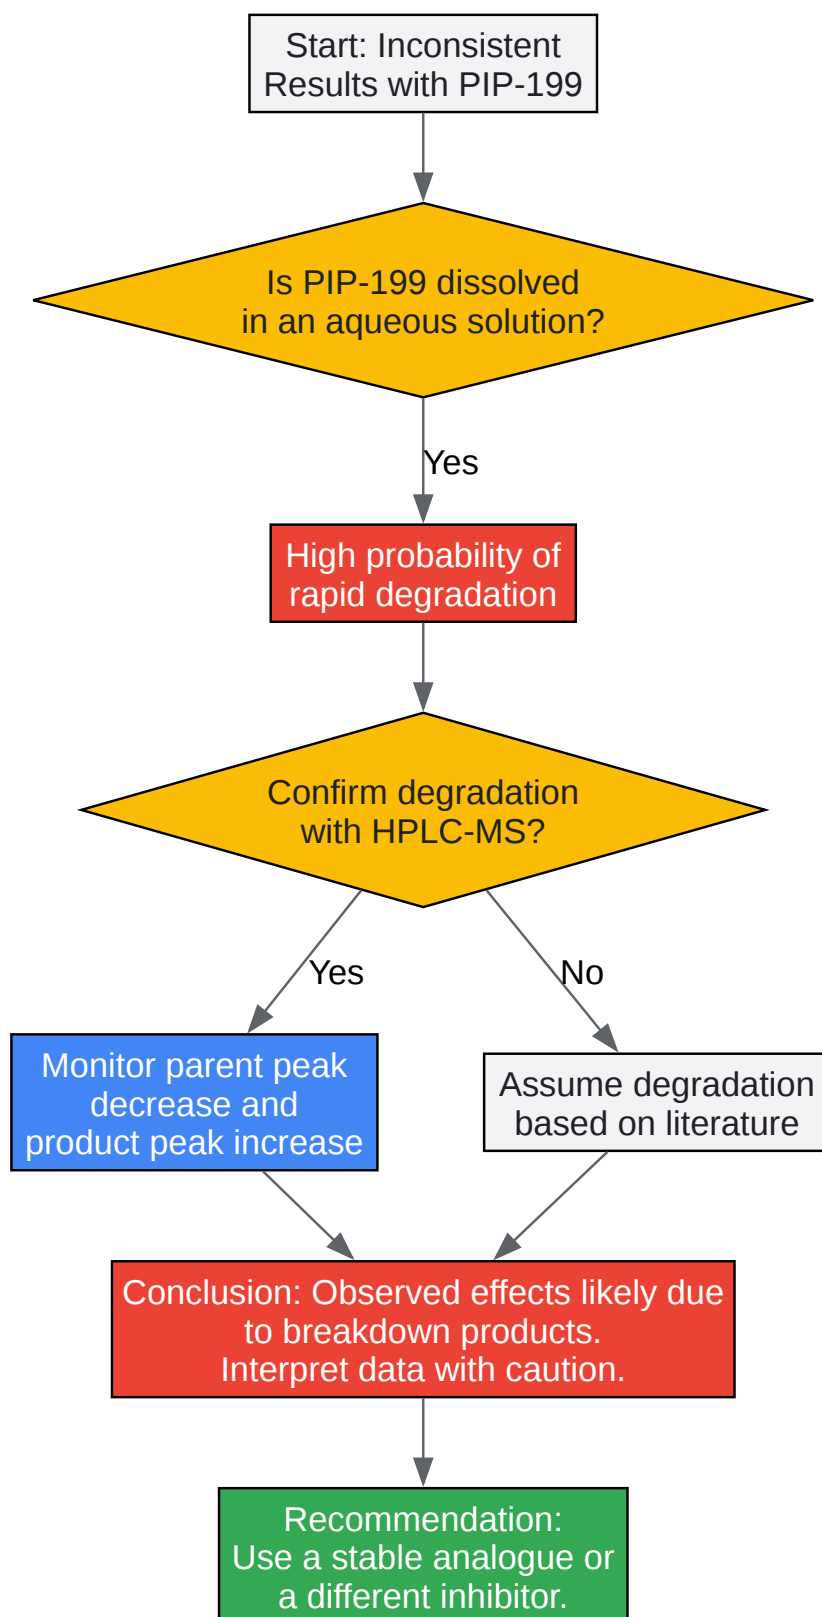 Start: Inconsistent
Results with PIP-199
Is PIP-199 dissolved
in an aqueous solution?
Yes
High probability of
rapid degradation
Confirm degradation
with HPLC-MS?
Yes
No
Monitor parent peak
decrease and
product peak increase
Assume degradation
based on literature
Conclusion: Observed effects likely due
to breakdown products.
Interpret data with caution.
Recommendation:
Use a stable analogue or
a different inhibitor.